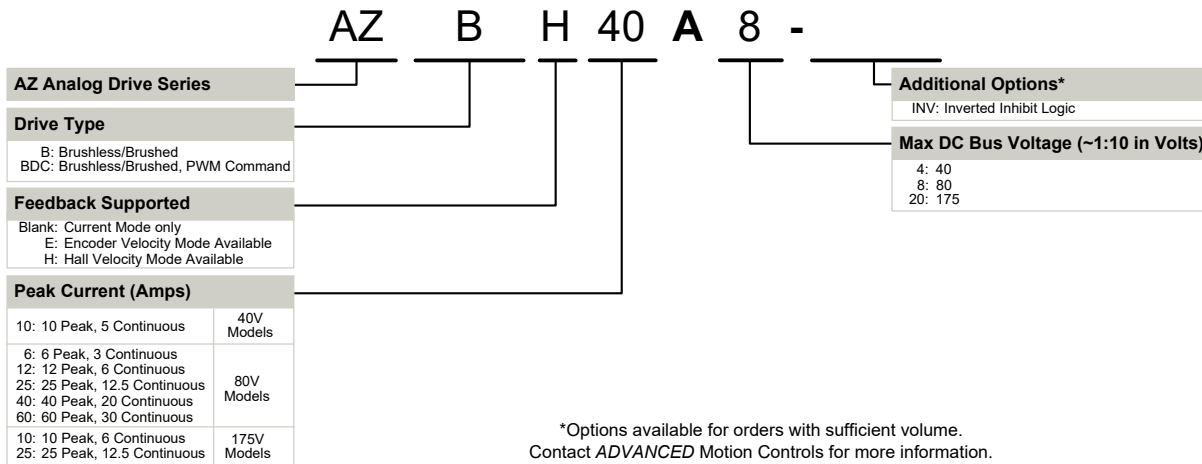 AZ B H 40 A 8 -
AZ Analog Drive Series
Drive Type
B: Brushless/Brushed
BDC: Brushless/Brushed, PWM Command
Feedback Supported
Blank: Current Mode only
E: Encoder Velocity Mode Available
H: Hall Velocity Mode Available
Peak Current (Amps)
10: 10 Peak, 5 Continuous
40V
Models
6: 6 Peak, 3 Continuous
12: 12 Peak, 6 Continuous
25: 25 Peak, 12.5 Continuous
40: 40 Peak, 20 Continuous
60: 60 Peak, 30 Continuous
80V
Models
10: 10 Peak, 6 Continuous
25: 25 Peak, 12.5 Continuous
175V
Models
Additional Options*
INV: Inverted Inhibit Logic
Max DC Bus Voltage (~1:10 in Volts)
4: 40
8: 80
20: 175
*Options available for orders with sufficient volume.
Contact ADVANCED Motion Controls for more information.